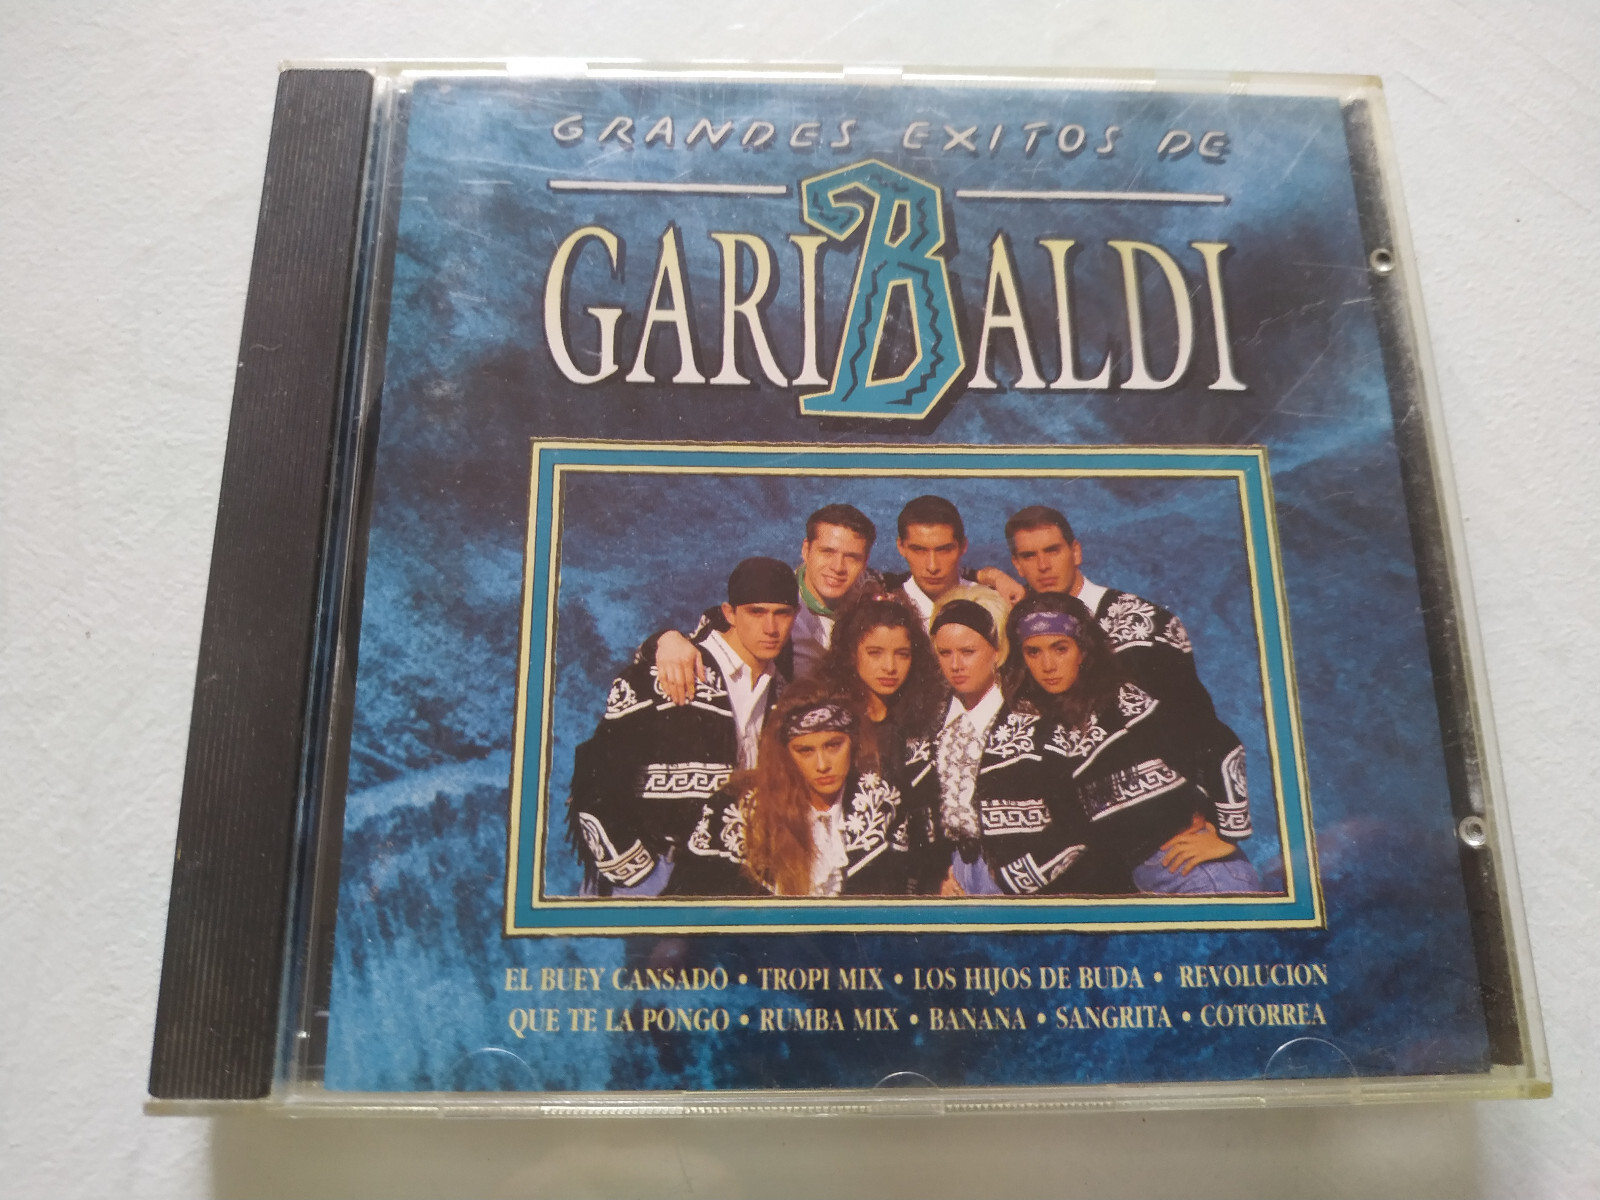 GRANDES EXITOS DE
GARIBALDI
EL BUEY CANSADO • TROPI MIX • LOS HIJOS DE BUDA • REVOLUCION
QUE TE LA PONGO • RUMBA MIX • BANANA • SANGRITA • COTORREA